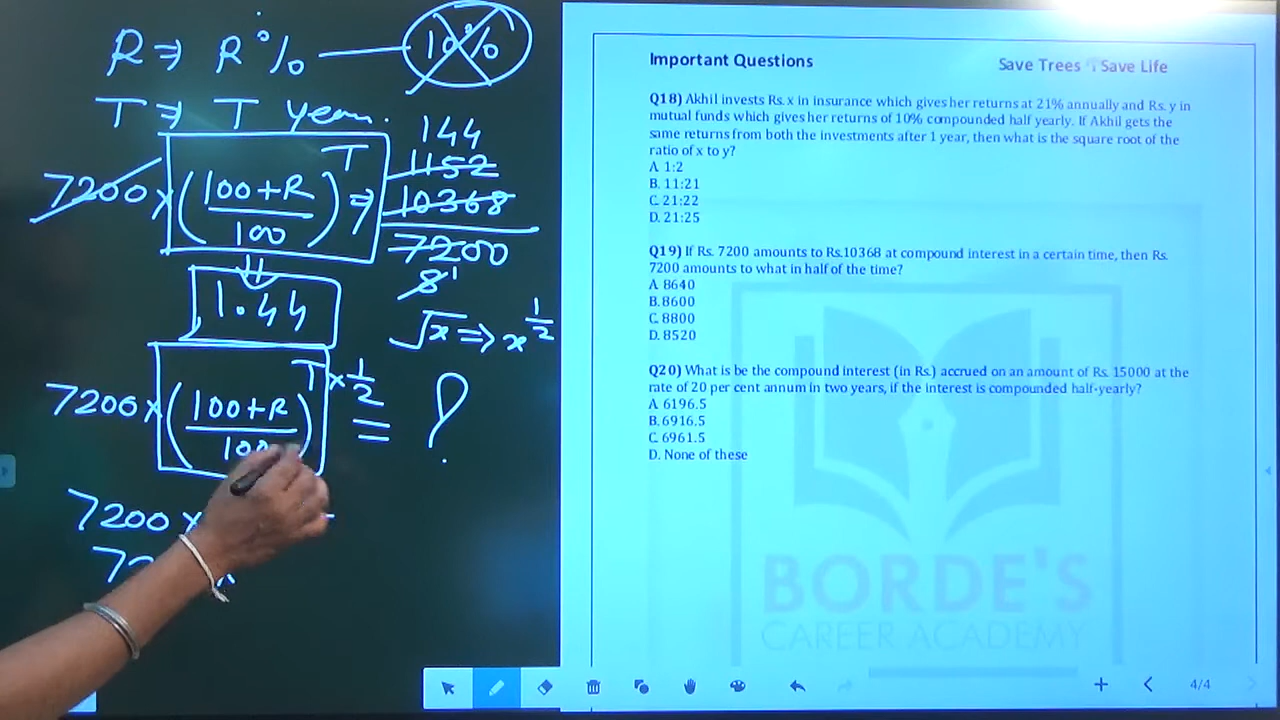 R ⇒ R % — 10%
T ⇒ T year.
144
1152
10368
7200
8 1
7200 × (100+R / 100) T ⇒
1.44
√x ⇒ x 1/2
7200 × (100+R / 100) T × 1/2 = ?
7200 ×
72
Important Questions
Save Trees Save Life
Q18) Akhil invests Rs. x in insurance which gives her returns at 21% annually and Rs. y in
mutual funds which gives her returns of 10% compounded half yearly. If Akhil gets the
same returns from both the investments after 1 year, then what is the square root of the
ratio of x to y?
A. 1:2
B. 11:21
C. 21:22
D. 21:25
Q19) If Rs. 7200 amounts to Rs.10368 at compound interest in a certain time, then Rs.
7200 amounts to what in half of the time?
A. 8640
B. 8600
C. 8800
D. 8520
Q20) What is be the compound interest (in Rs.) accrued on an amount of Rs. 15000 at the
rate of 20 per cent annum in two years, if the interest is compounded half-yearly?
A. 6196.5
B. 6916.5
C. 6961.5
D. None of these
BORDE'S
CAREER ACADEMY
4/4